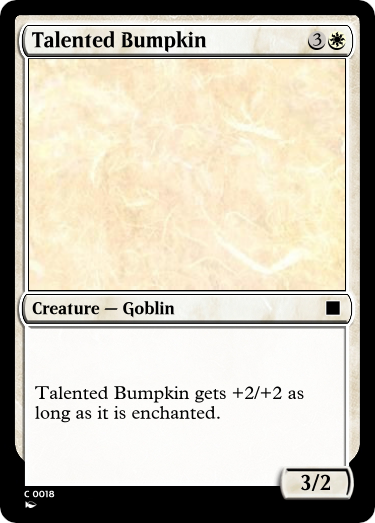 Talented Bumpkin 3
Creature — Goblin
Talented Bumpkin gets +2/+2 as
long as it is enchanted.
3/2
C 0018